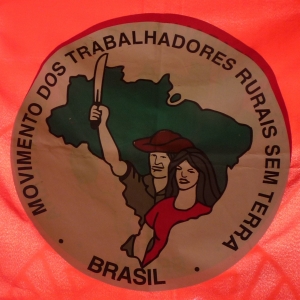 MOVIMENTO DOS TRABALHADORES RURAIS SEM TERRA
BRASIL